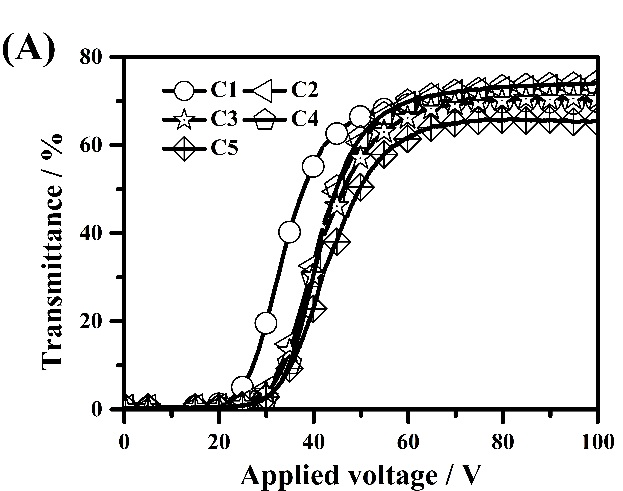 (A)
80
60
40
20
0
Transmittance / %
C1 C2
C3 C4
C5
0 20 40 60 80 100
Applied voltage / V